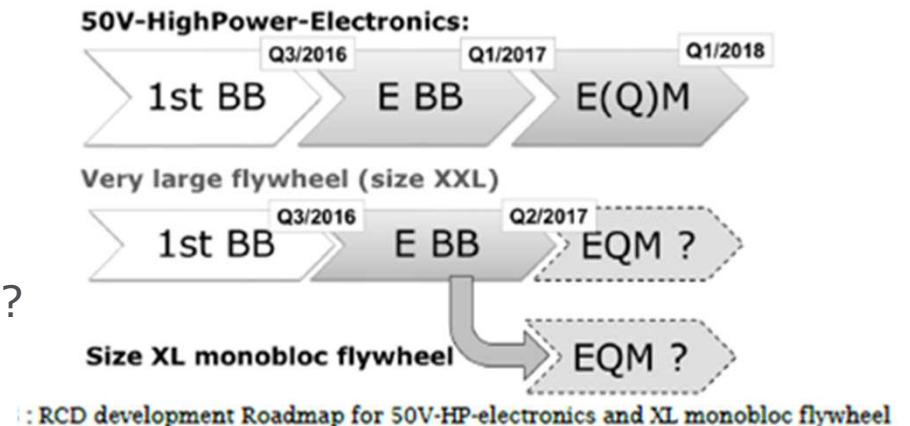 50V-HighPower-Electronics:
Q3/2016 Q1/2017 Q1/2018
1st BB E BB E(Q)M
Very large flywheel (size XXL)
Q3/2016 Q2/2017
1st BB E BB EQM ?
?
Size XL monobloc flywheel EQM ?
: RCD development Roadmap for 50V-HP-electronics and XL monobloc flywheel